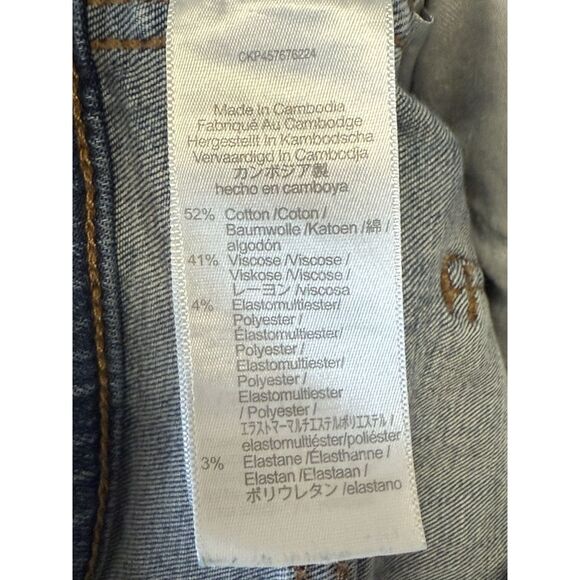 CKP457676224
Made In Cambodia
Fabriqué Au Cambodge
Hergestellt In Kambodscha
Vervaardigd In Cambodja
カンボジア製
hecho en camboya
52% Cotton /Coton /
Baumwolle /Katoen /綿 /
algodón
41% Viscose /Viscose /
Viskose /Viscose /
レーヨン /viscosa
4% Elastomultiester/
Polyester /
Élastomultiester/
Polyester /
Elastomultiester/
Polyester /
Elastomultiester
/ Polyester /
エラストマーマルチエステル/ポリエステル /
elastomultiéster/poliéster
3% Elastane /Élasthanne /
Elastan /Elastaan /
ポリウレタン /elastano